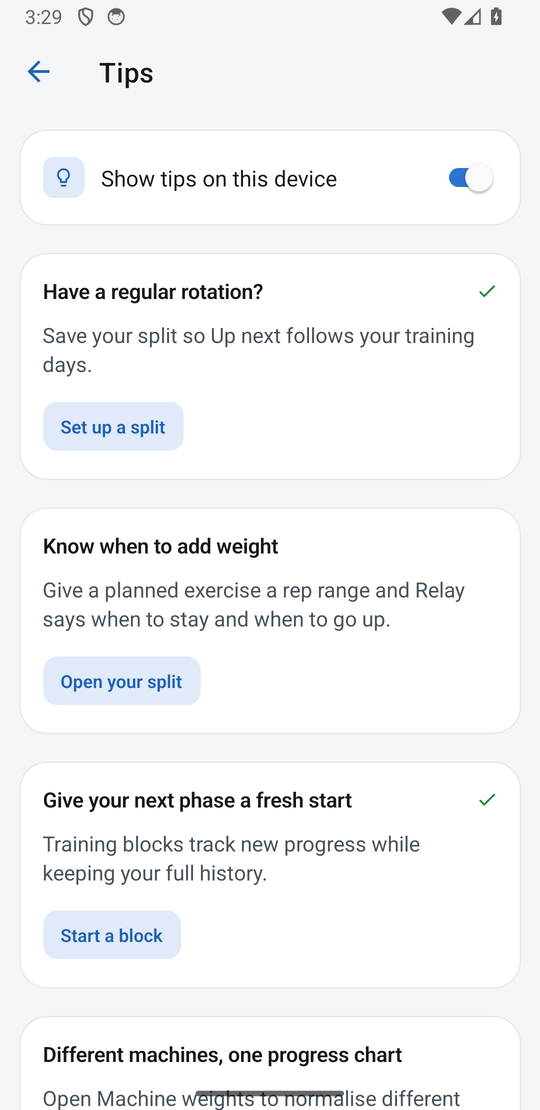 3:29
Tips
Show tips on this device
Have a regular rotation?
Save your split so Up next follows your training
days.
Set up a split
Know when to add weight
Give a planned exercise a rep range and Relay
says when to stay and when to go up.
Open your split
Give your next phase a fresh start
Training blocks track new progress while
keeping your full history.
Start a block
Different machines, one progress chart
Open Machine weights to normalise different